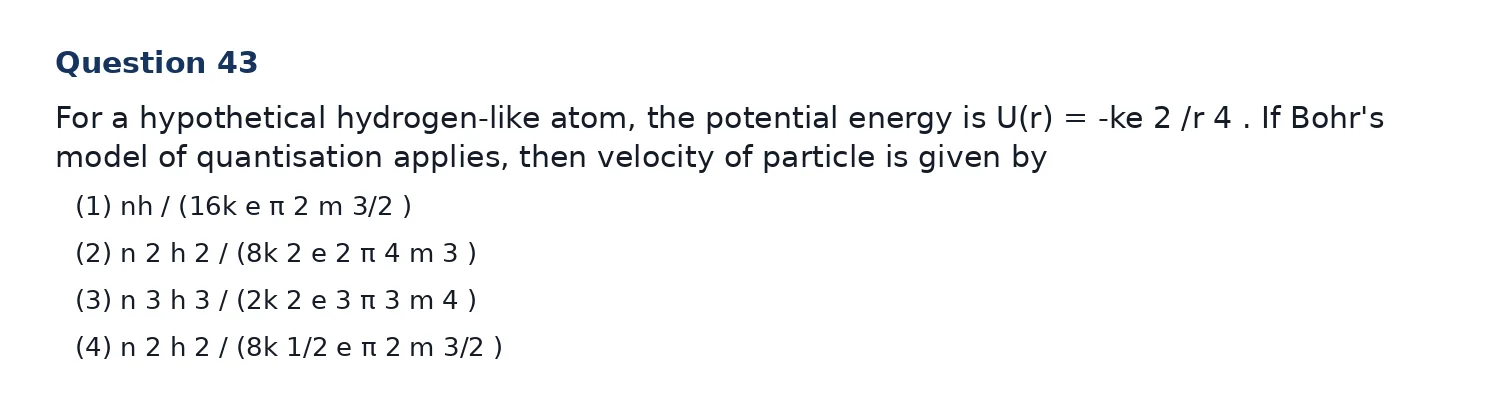 Question 43
For a hypothetical hydrogen-like atom, the potential energy is U(r) = -ke 2 /r 4 . If Bohr's
model of quantisation applies, then velocity of particle is given by
(1) nh / (16k e π 2 m 3/2 )
(2) n 2 h 2 / (8k 2 e 2 π 4 m 3 )
(3) n 3 h 3 / (2k 2 e 3 π 3 m 4 )
(4) n 2 h 2 / (8k 1/2 e π 2 m 3/2 )